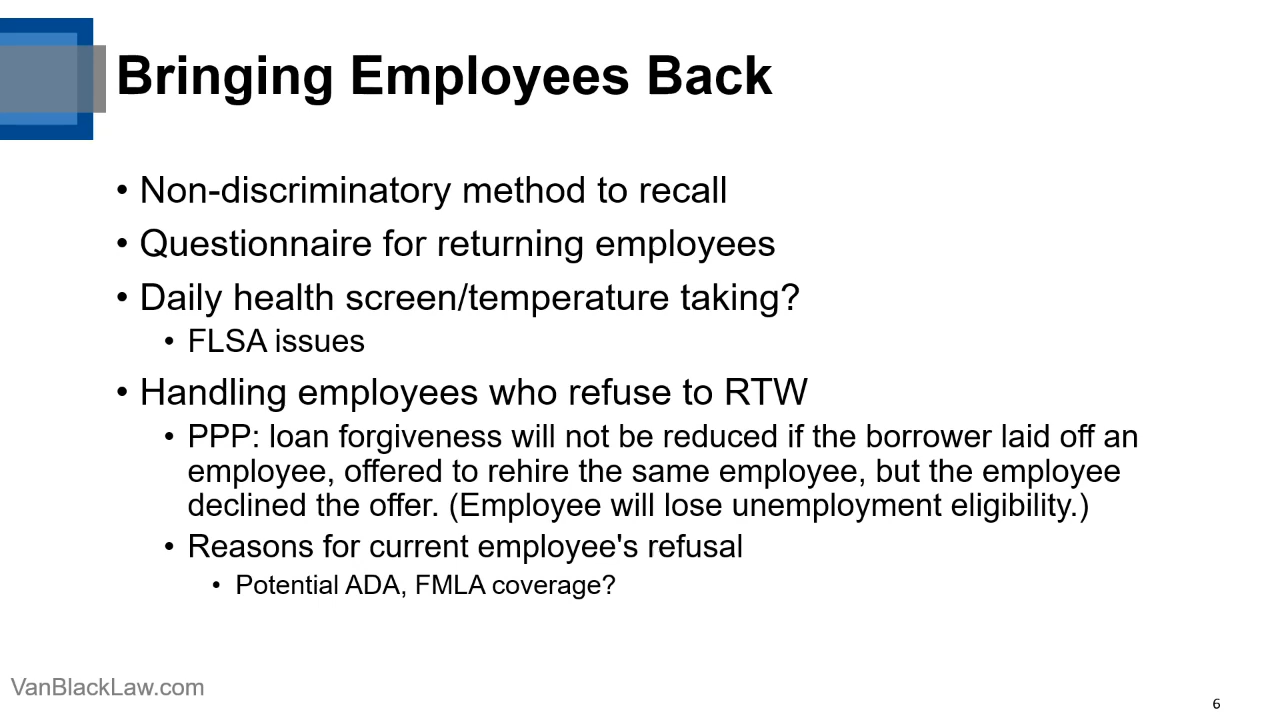 Bringing Employees Back
• Non-discriminatory method to recall
• Questionnaire for returning employees
• Daily health screen/temperature taking?
• FLSA issues
• Handling employees who refuse to RTW
• PPP: loan forgiveness will not be reduced if the borrower laid off an
employee, offered to rehire the same employee, but the employee
declined the offer. (Employee will lose unemployment eligibility.)
• Reasons for current employee's refusal
• Potential ADA, FMLA coverage?
VanBlackLaw.com
6